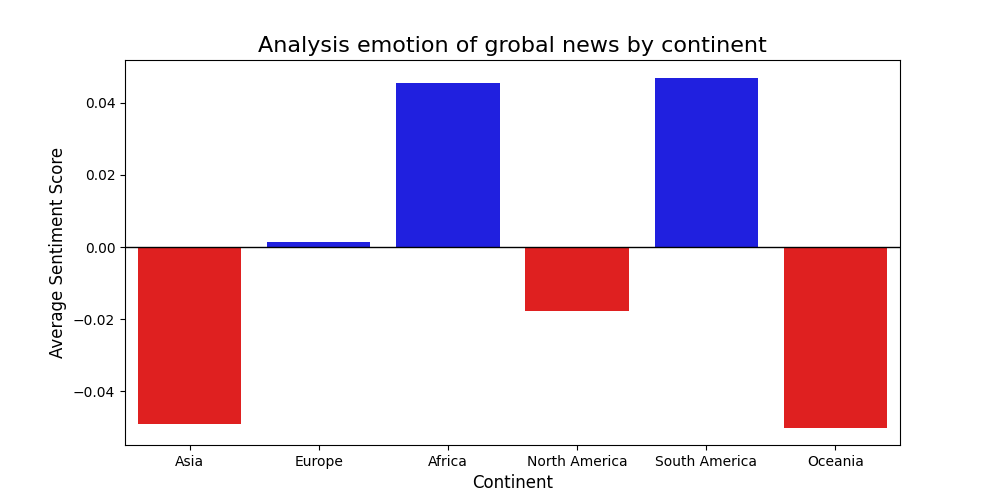 Analysis emotion of grobal news by continent
Average Sentiment Score
0.04
0.02
0.00
−0.02
−0.04
Asia Europe Africa North America South America Oceania
Continent